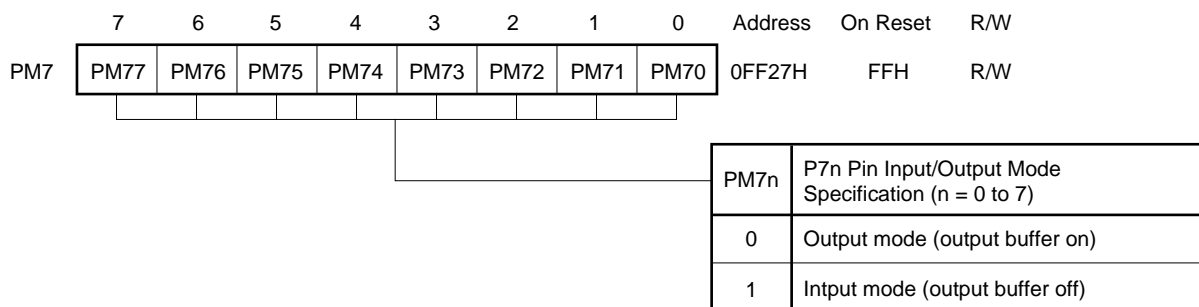 7 6 5 4 3 2 1 0 Address On Reset R/W
PM7 PM77 PM76 PM75 PM74 PM73 PM72 PM71 PM70 0FF27H FFH R/W
PM7n P7n Pin Input/Output Mode
Specification (n = 0 to 7)
0 Output mode (output buffer on)
1 Intput mode (output buffer off)